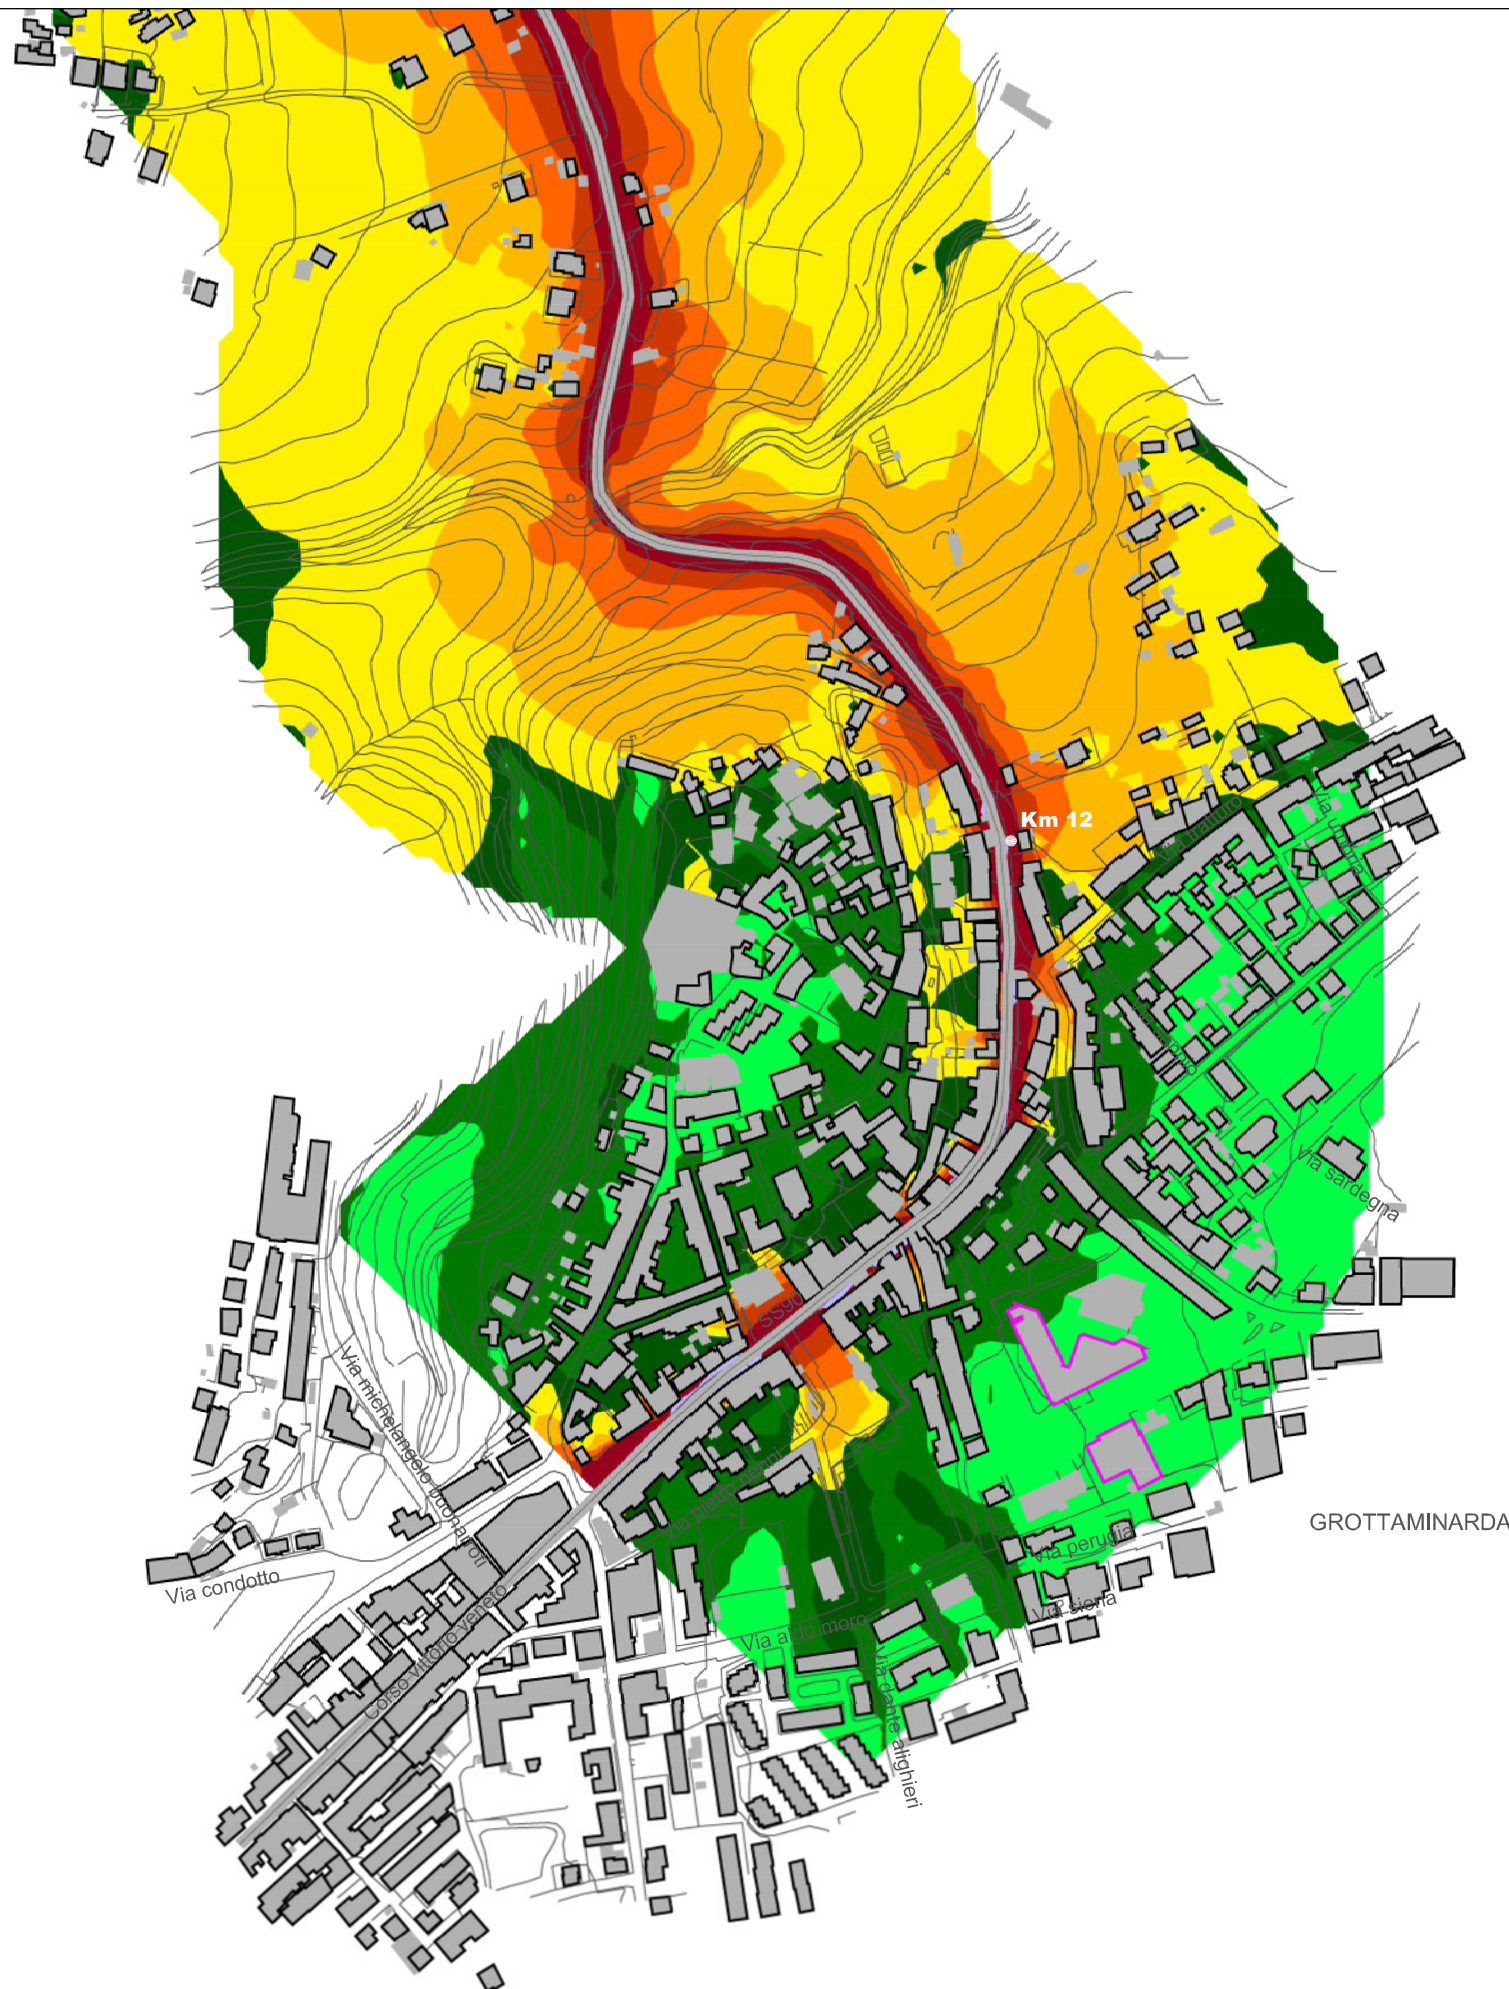 Km 12
Via tratturo
Via umbria
Via sardegna
SS90
Via michelangelo buonarroti
Via pietro nenni
GROTTAMINARDA
Via perugia
Via condotto
Via siena
Corso vittorio veneto
Via aldo moro
Via dante alighieri